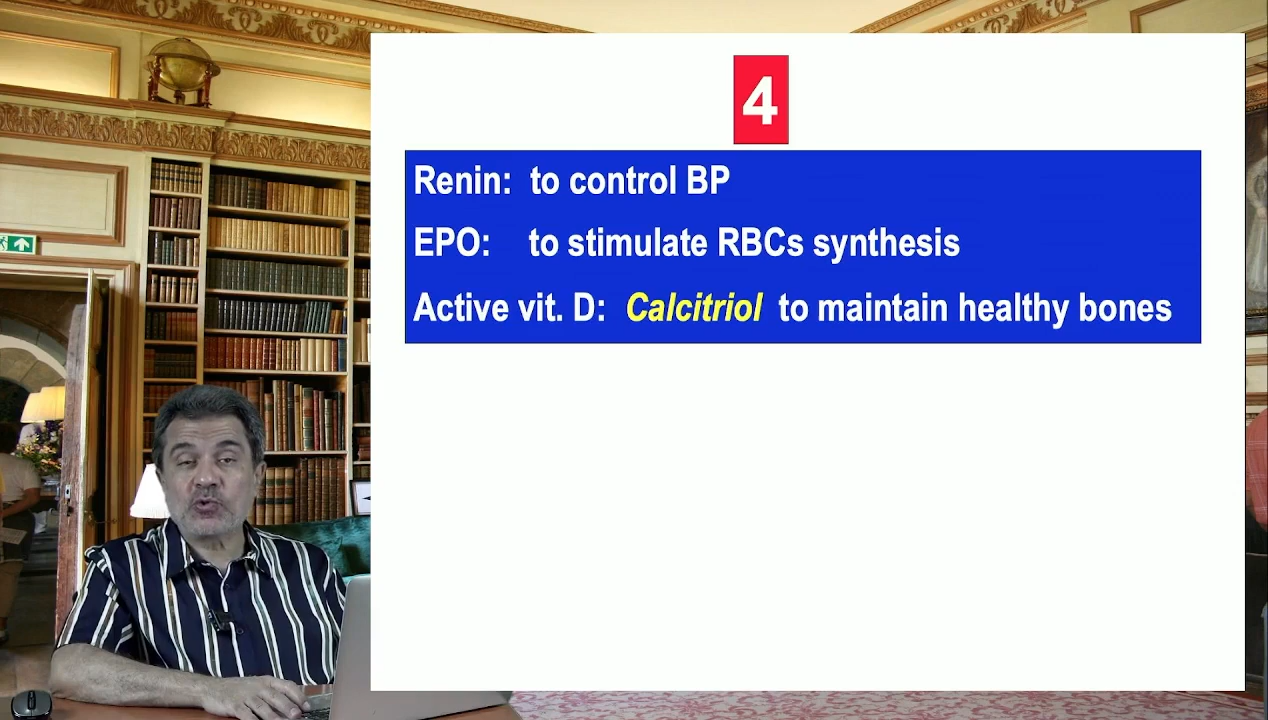 4
Renin: to control BP
EPO: to stimulate RBCs synthesis
Active vit. D: Calcitriol to maintain healthy bones